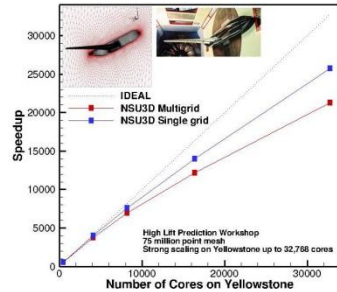 30000
25000
20000
15000
10000
5000
0
Speedup
IDEAL
NSU3D Multigrid
NSU3D Single grid
High Lift Prediction Workshop
75 million point mesh
Strong scaling on Yellowstone up to 32,768 cores
0 10000 20000 30000
Number of Cores on Yellowstone